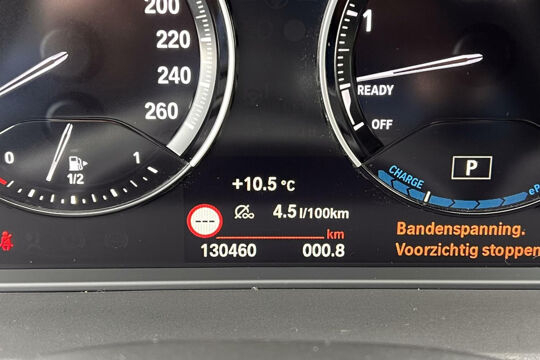 200
220
240
260
0
1/2
1
1
READY
OFF
CHARGE
eP
P
+10.5 °C
---
Ø 4.5 l/100km
km
130460 000.8
Bandenspanning.
Voorzichtig stoppen